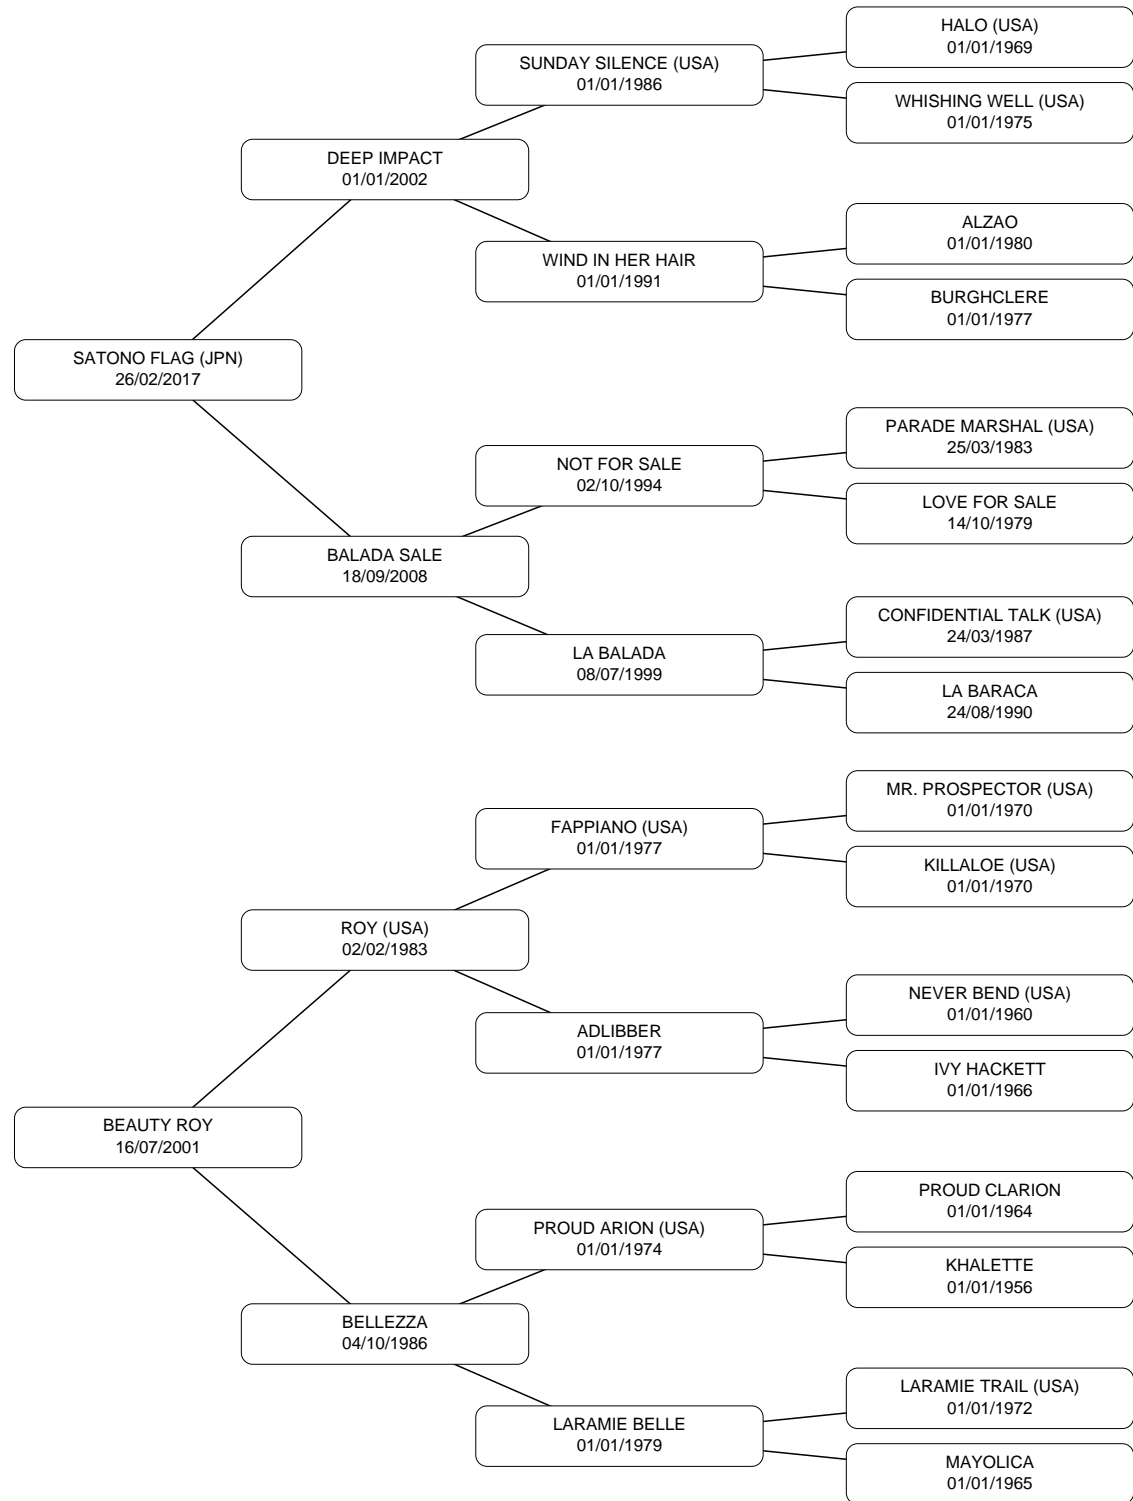 HALO (USA)
01/01/1969
SUNDAY SILENCE (USA)
01/01/1986
WHISHING WELL (USA)
01/01/1975
DEEP IMPACT
01/01/2002
ALZAO
01/01/1980
WIND IN HER HAIR
01/01/1991
BURGHCLERE
01/01/1977
SATONO FLAG (JPN)
26/02/2017
PARADE MARSHAL (USA)
25/03/1983
NOT FOR SALE
02/10/1994
LOVE FOR SALE
14/10/1979
BALADA SALE
18/09/2008
CONFIDENTIAL TALK (USA)
24/03/1987
LA BALADA
08/07/1999
LA BARACA
24/08/1990
MR. PROSPECTOR (USA)
01/01/1970
FAPPIANO (USA)
01/01/1977
KILLALOE (USA)
01/01/1970
ROY (USA)
02/02/1983
NEVER BEND (USA)
01/01/1960
ADLIBBER
01/01/1977
IVY HACKETT
01/01/1966
BEAUTY ROY
16/07/2001
PROUD CLARION
01/01/1964
PROUD ARION (USA)
01/01/1974
KHALETTE
01/01/1956
BELLEZZA
04/10/1986
LARAMIE TRAIL (USA)
01/01/1972
LARAMIE BELLE
01/01/1979
MAYOLICA
01/01/1965